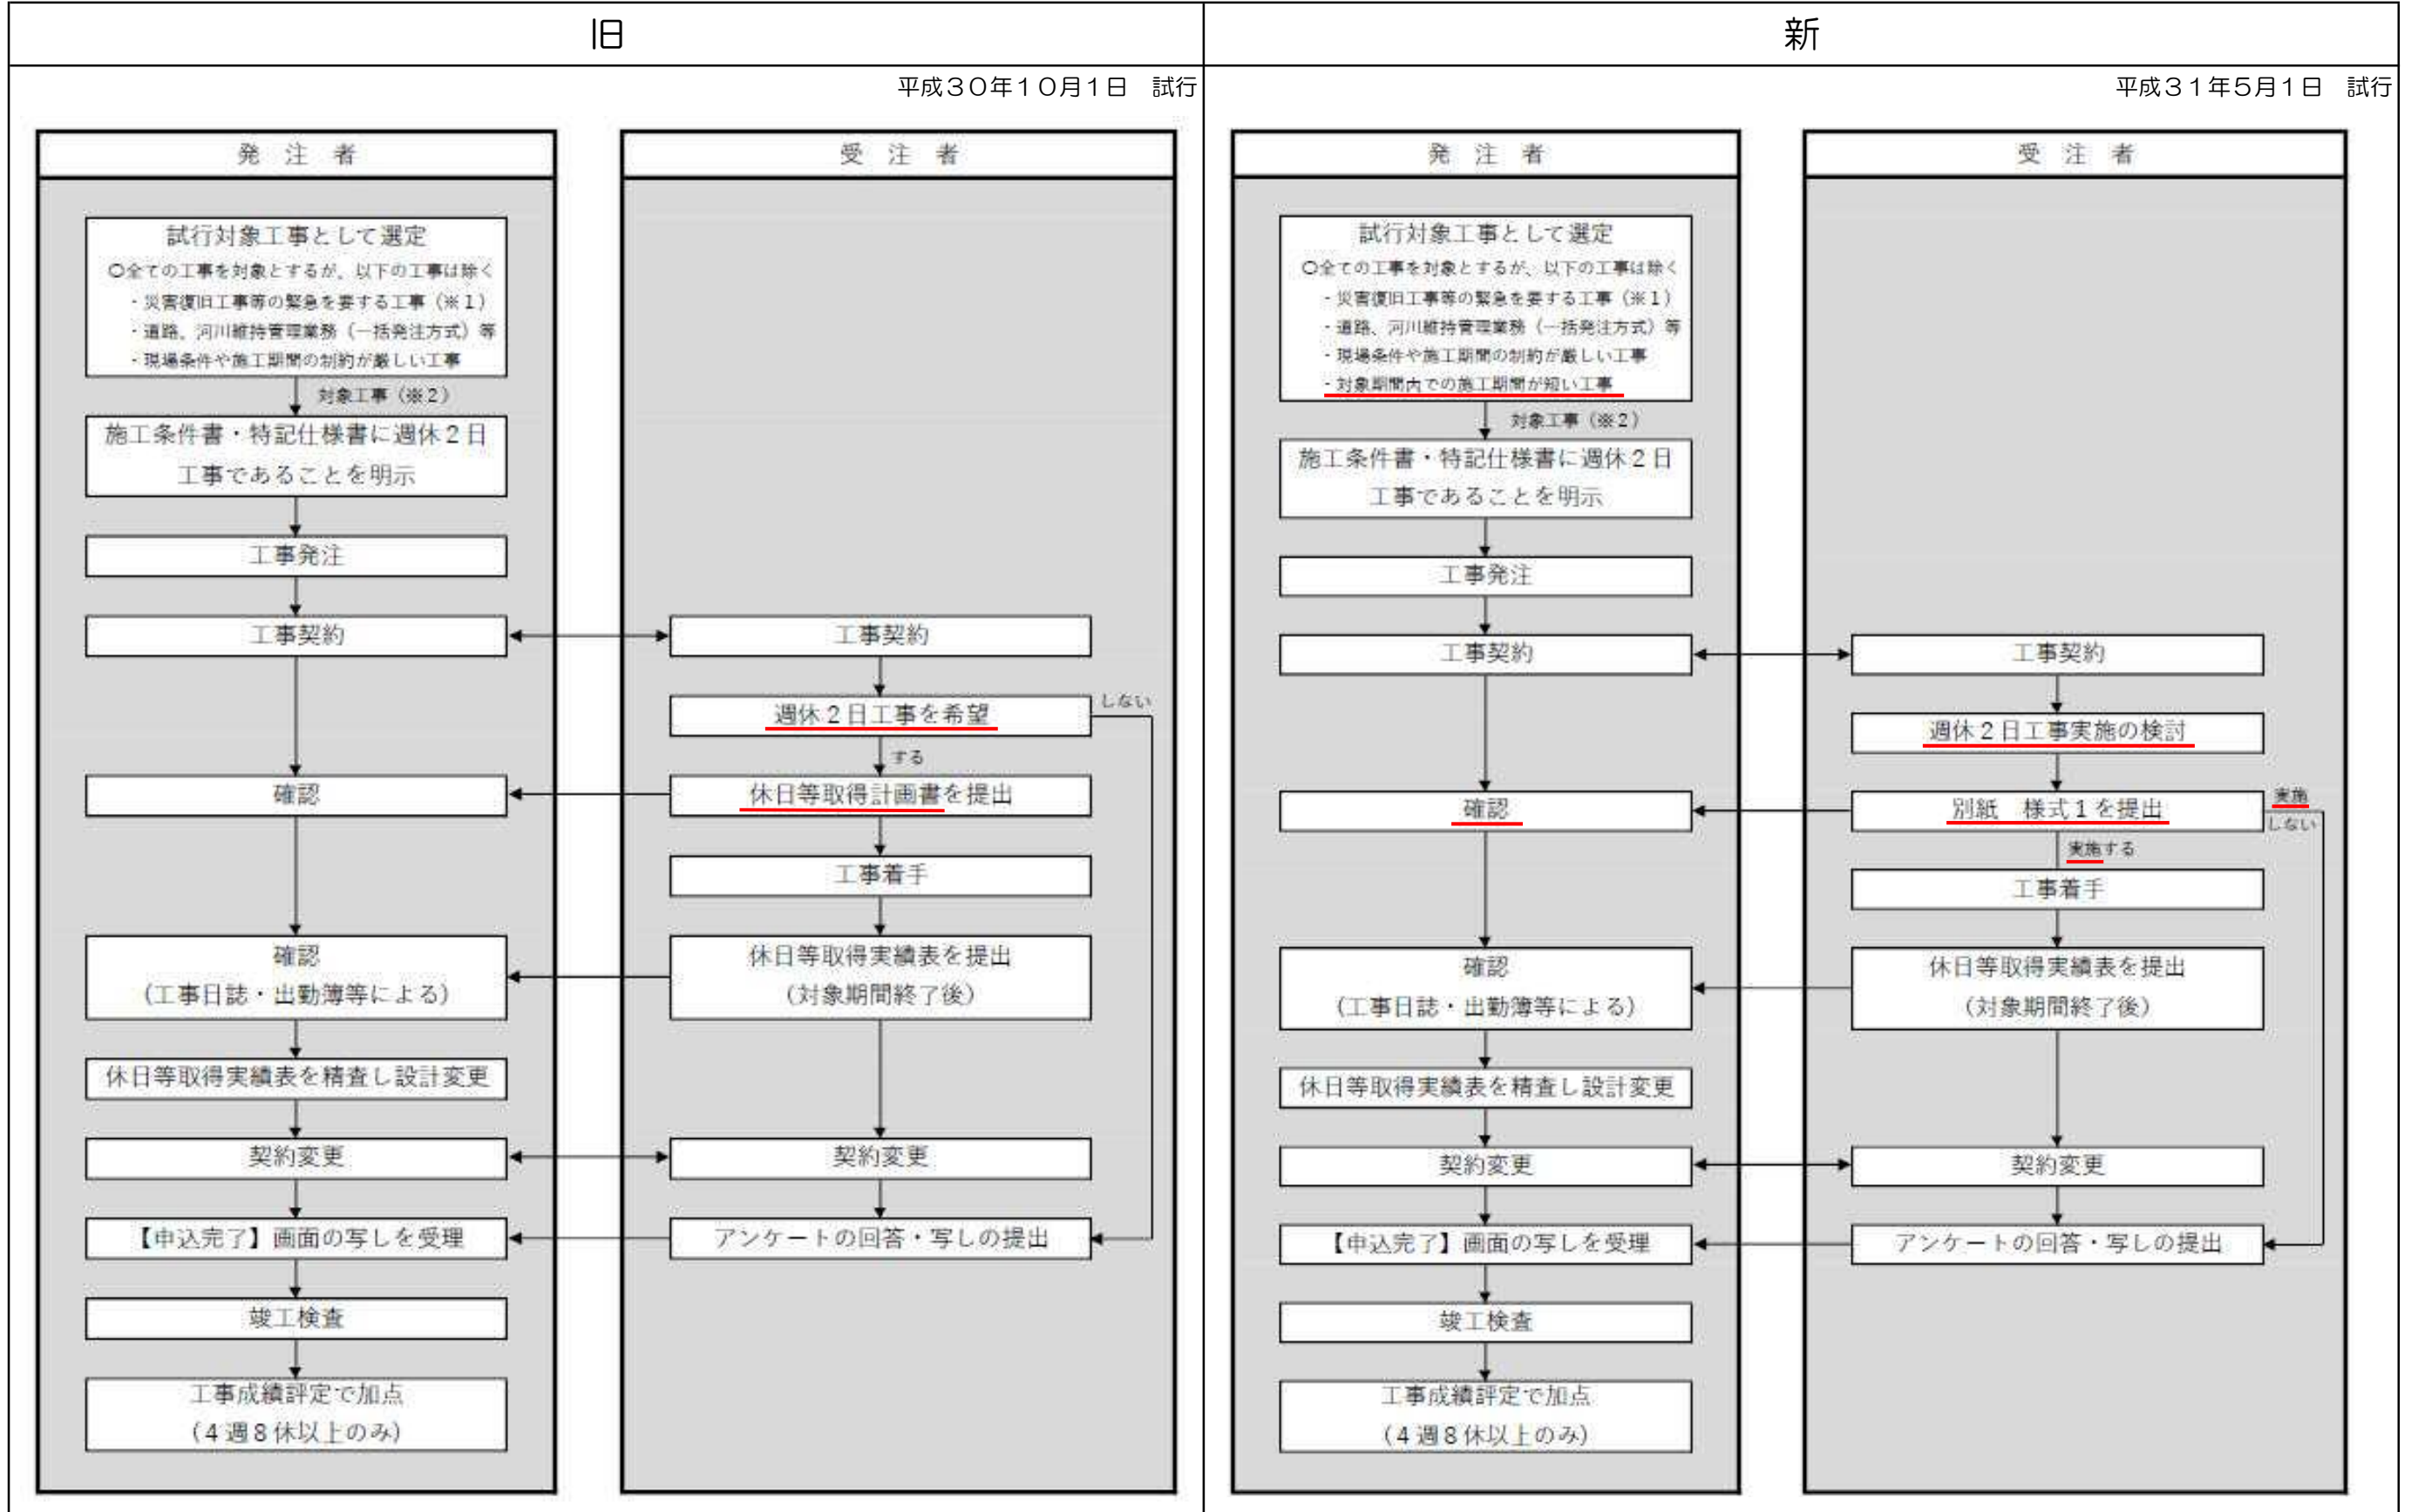 旧
平成３０年１０月１日　試行
発　注　者
試行対象工事として選定
○全ての工事を対象とするが、以下の工事は除く
・災害復旧工事等の緊急を要する工事（※１）
・道路、河川維持管理業務（一括発注方式）等
・現場条件や施工期間の制約が厳しい工事
対象工事（※２）
施工条件書・特記仕様書に週休２日
工事であることを明示
工事発注
工事契約
確認
確認
（工事日誌・出勤簿等による）
休日等取得実績表を精査し設計変更
契約変更
【申込完了】画面の写しを受理
竣工検査
工事成績評定で加点
（４週８休以上のみ）
受　注　者
工事契約
週休２日工事を希望
しない
する
休日等取得計画書を提出
工事着手
休日等取得実績表を提出
（対象期間終了後）
契約変更
アンケートの回答・写しの提出
新
平成３１年５月１日　試行
発　注　者
試行対象工事として選定
○全ての工事を対象とするが、以下の工事は除く
・災害復旧工事等の緊急を要する工事（※１）
・道路、河川維持管理業務（一括発注方式）等
・現場条件や施工期間の制約が厳しい工事
・対象期間内での施工期間が短い工事
対象工事（※２）
施工条件書・特記仕様書に週休２日
工事であることを明示
工事発注
工事契約
確認
確認
（工事日誌・出勤簿等による）
休日等取得実績表を精査し設計変更
契約変更
【申込完了】画面の写しを受理
竣工検査
工事成績評定で加点
（４週８休以上のみ）
受　注　者
工事契約
週休２日工事実施の検討
別紙　様式１を提出
実施
しない
実施する
工事着手
休日等取得実績表を提出
（対象期間終了後）
契約変更
アンケートの回答・写しの提出